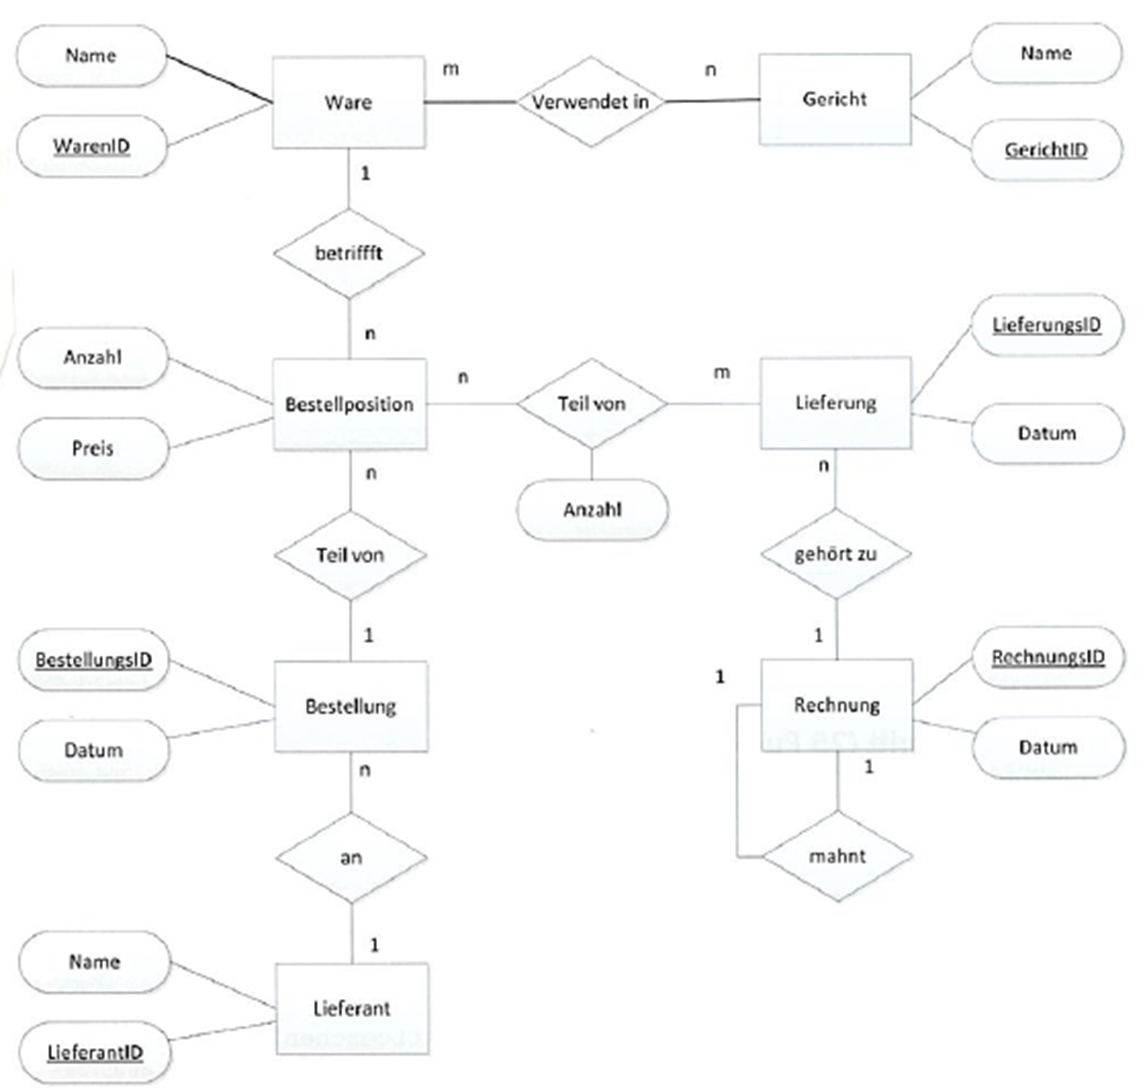 Name
m
n
Name
Ware
Verwendet in
Gericht
WarenID
GerichtID
1
betriffft
n
LieferungsID
Anzahl
n
m
Bestellposition
Teil von
Lieferung
Preis
Datum
n
n
Anzahl
Teil von
gehört zu
1
1
BestellungsID
RechnungsID
1
Bestellung
Rechnung
Datum
Datum
n
1
an
mahnt
1
Name
Lieferant
LieferantID